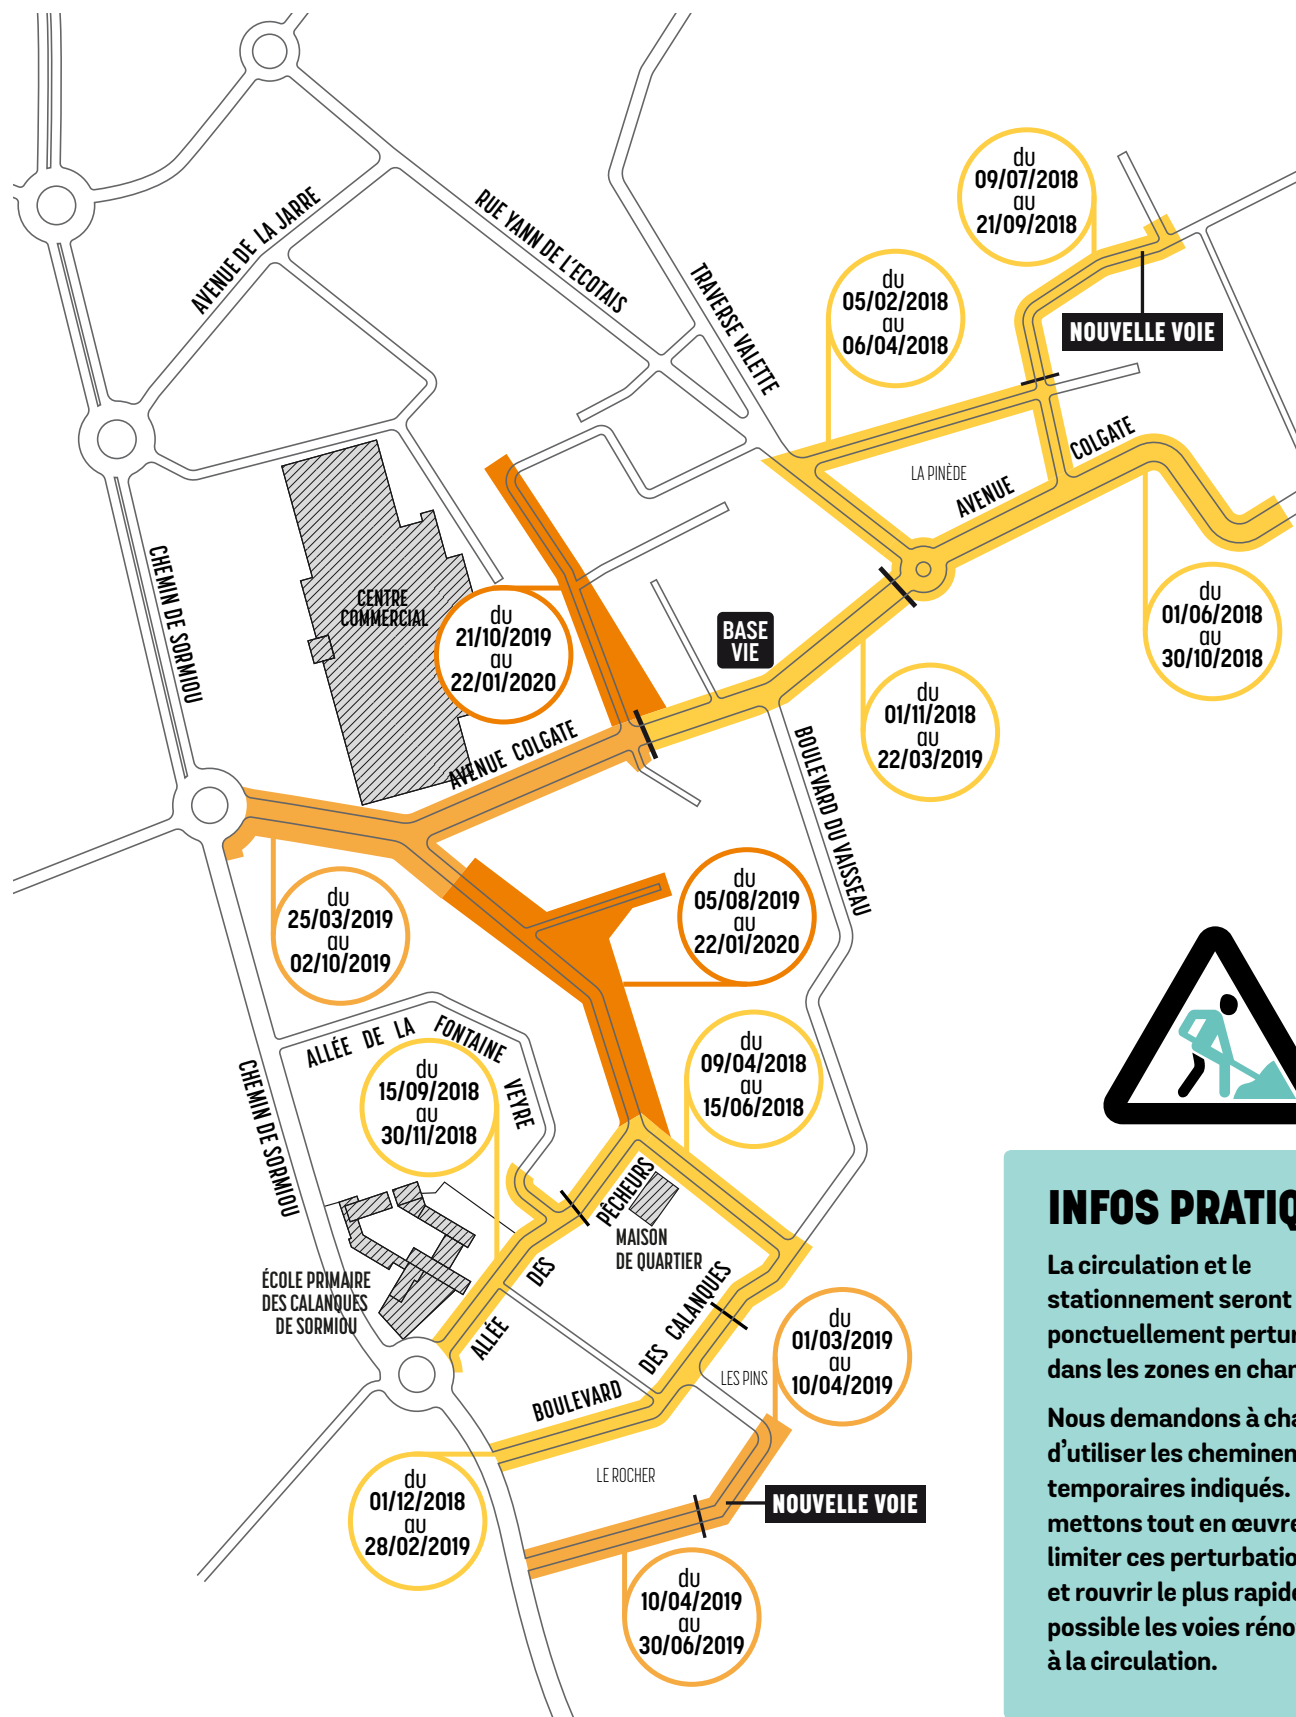 du
09/07/2018
au
21/09/2018
AVENUE DE LA JARRE
RUE YANN DE L'ECOTAIS
TRAVERSE VALETTE
du
05/02/2018
au
06/04/2018
NOUVELLE VOIE
LA PINÈDE
AVENUE COLGATE
CHEMIN DE SORMIOU
CENTRE
COMMERCIAL
du
21/10/2019
au
22/01/2020
BASE
VIE
du
01/06/2018
au
30/10/2018
du
01/11/2018
au
22/03/2019
AVENUE COLGATE
BOULEVARD DU VAISSEAU
du
25/03/2019
au
02/10/2019
du
05/08/2019
au
22/01/2020
ALLÉE DE LA FONTAINE VEYRE
du
09/04/2018
au
15/06/2018
du
15/09/2018
au
30/11/2018
CHEMIN DE SORMIOU
ALLÉE DES PÊCHEURS
MAISON
DE QUARTIER
ÉCOLE PRIMAIRE
DES CALANQUES
DE SORMIOU
BOULEVARD DES CALANQUES
LES PINS
du
01/03/2019
au
10/04/2019
LE ROCHER
NOUVELLE VOIE
du
01/12/2018
au
28/02/2019
du
10/04/2019
au
30/06/2019
INFOS PRATIQ
La circulation et le
stationnement seront
ponctuellement pertur
dans les zones en chan
Nous demandons à cha
d'utiliser les cheminen
temporaires indiqués.
mettons tout en œuvre
limiter ces perturbatio
et rouvrir le plus rapide
possible les voies réno
à la circulation.